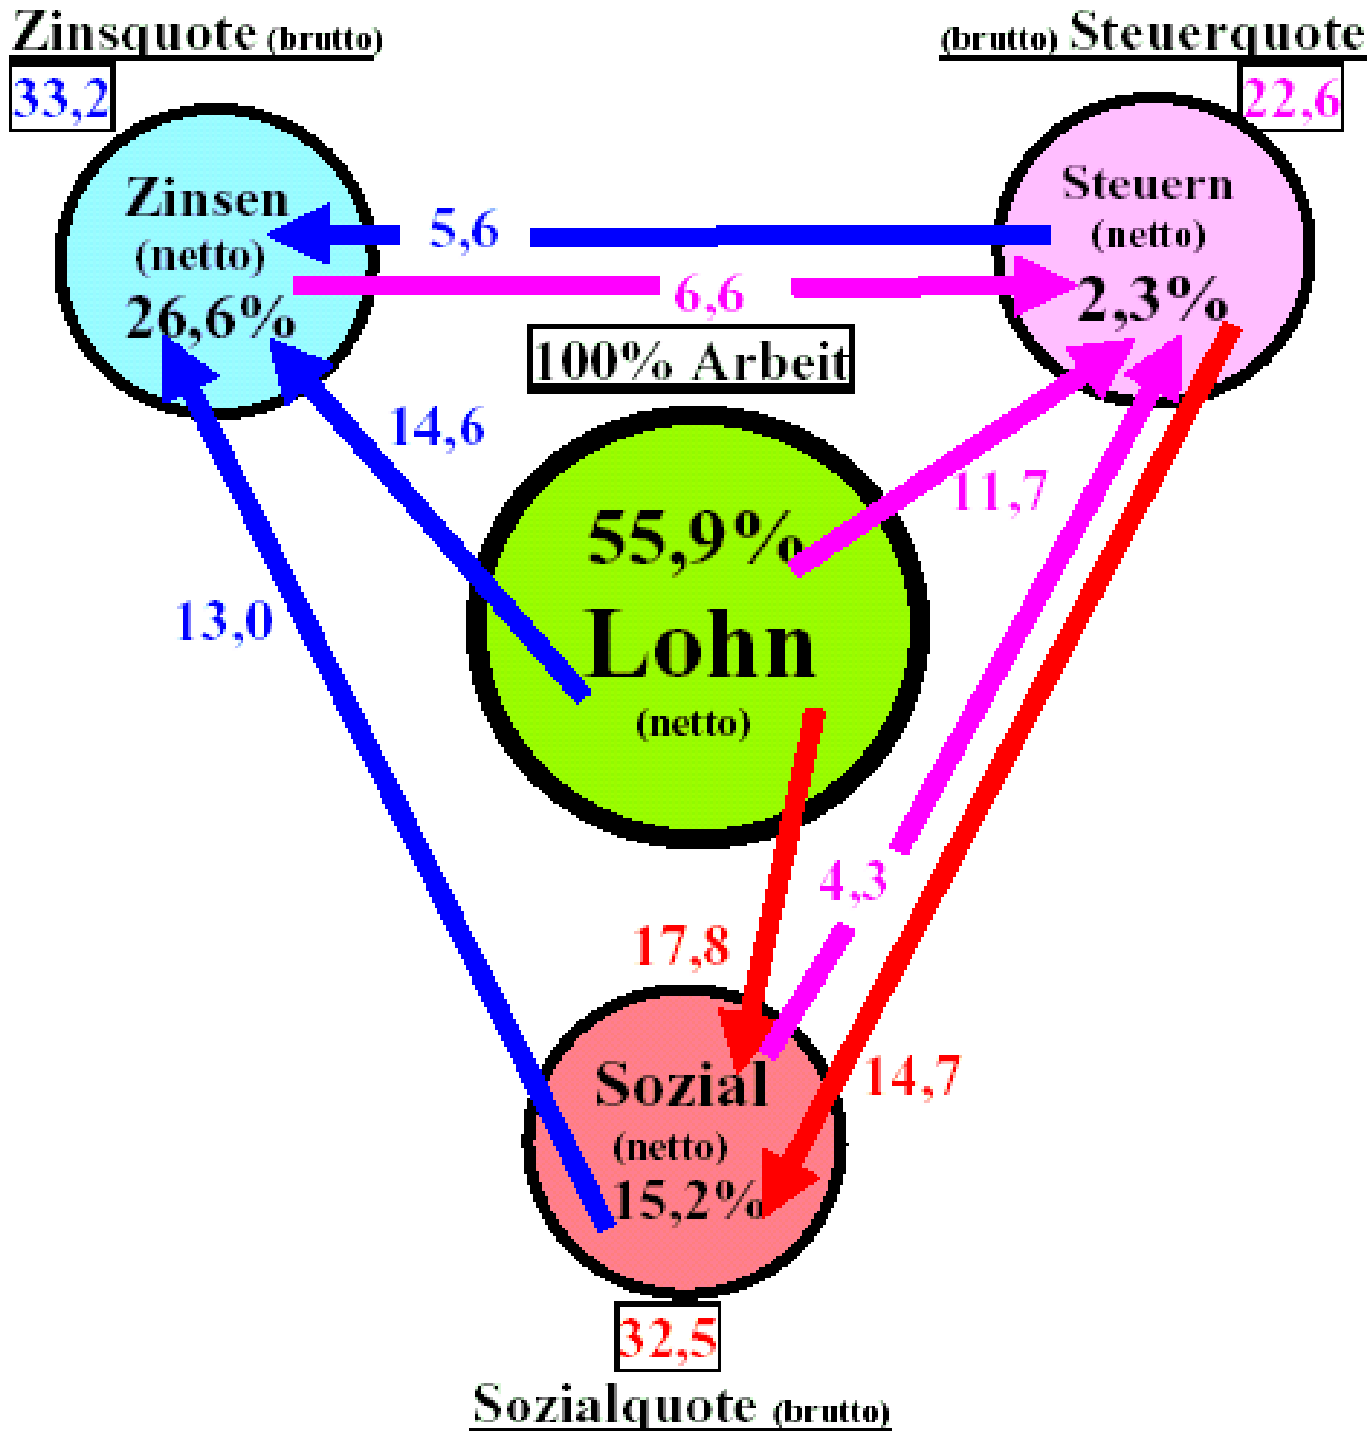 Zinsquote (brutto)
33,2
(brutto) Steuerquote
22,6
Zinsen
(netto)
26,6%
Steuern
(netto)
2,3%
5,6
6,6
100% Arbeit
14,6
11,7
55,9%
Lohn
(netto)
13,0
4,3
17,8
14,7
Sozial
(netto)
15,2%
32,5
Sozialquote (brutto)